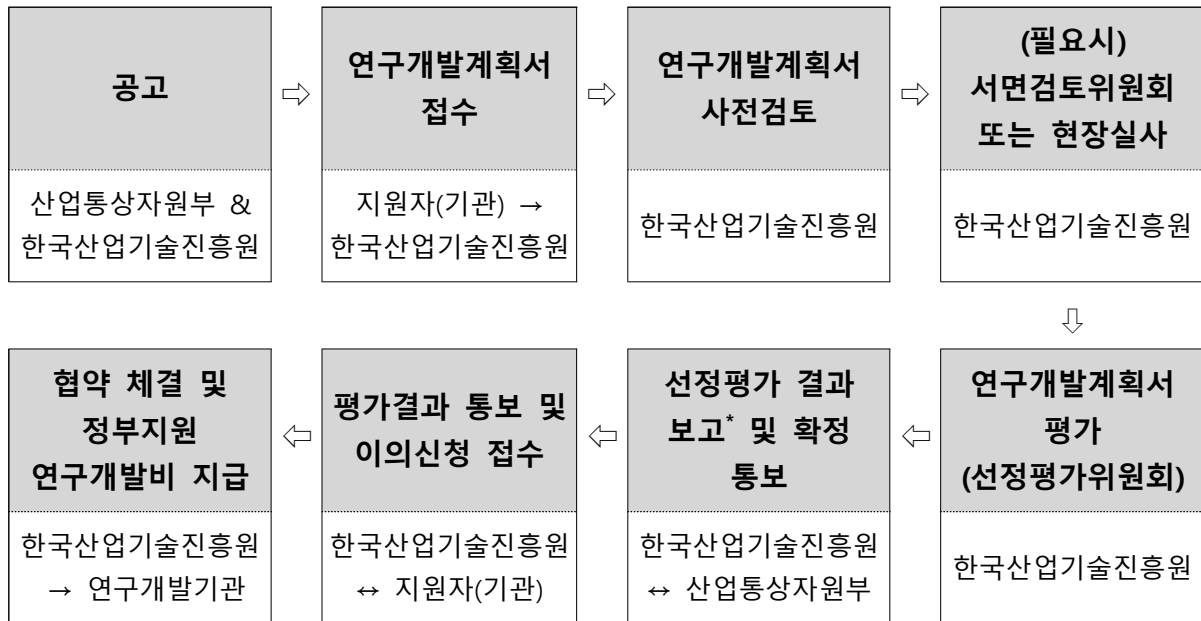 공고
산업통상자원부 &
한국산업기술진흥원
⇨
연구개발계획서
접수
지원자(기관) →
한국산업기술진흥원
⇨
연구개발계획서
사전검토
한국산업기술진흥원
⇨
(필요시)
서면검토위원회
또는 현장실사
한국산업기술진흥원
⇩
연구개발계획서
평가
(선정평가위원회)
한국산업기술진흥원
⇦
선정평가 결과
보고* 및 확정
통보
한국산업기술진흥원
↔ 산업통상자원부
⇦
평가결과 통보 및
이의신청 접수
한국산업기술진흥원
↔ 지원자(기관)
⇦
협약 체결 및
정부지원
연구개발비 지급
한국산업기술진흥원
→ 연구개발기관